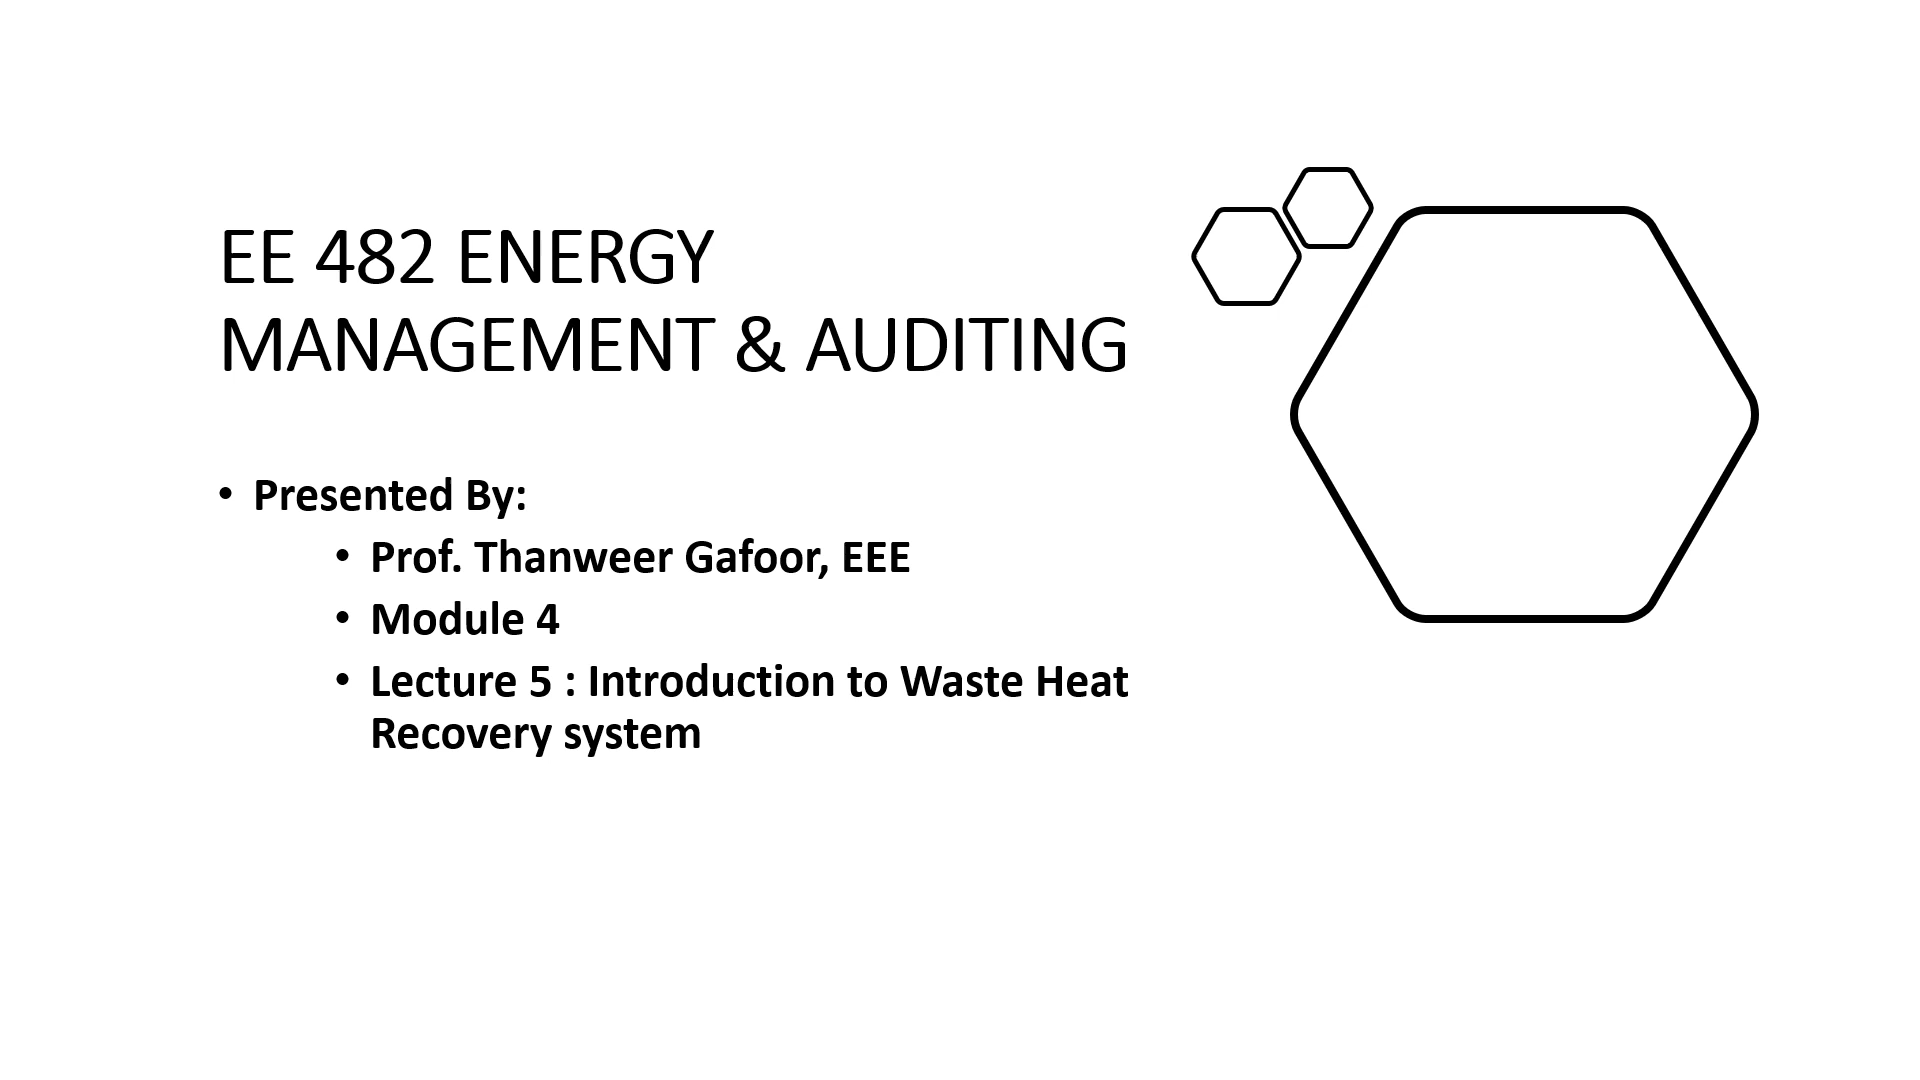 EE 482 ENERGY
MANAGEMENT & AUDITING
• Presented By:
• Prof. Thanweer Gafoor, EEE
• Module 4
• Lecture 5 : Introduction to Waste Heat
Recovery system